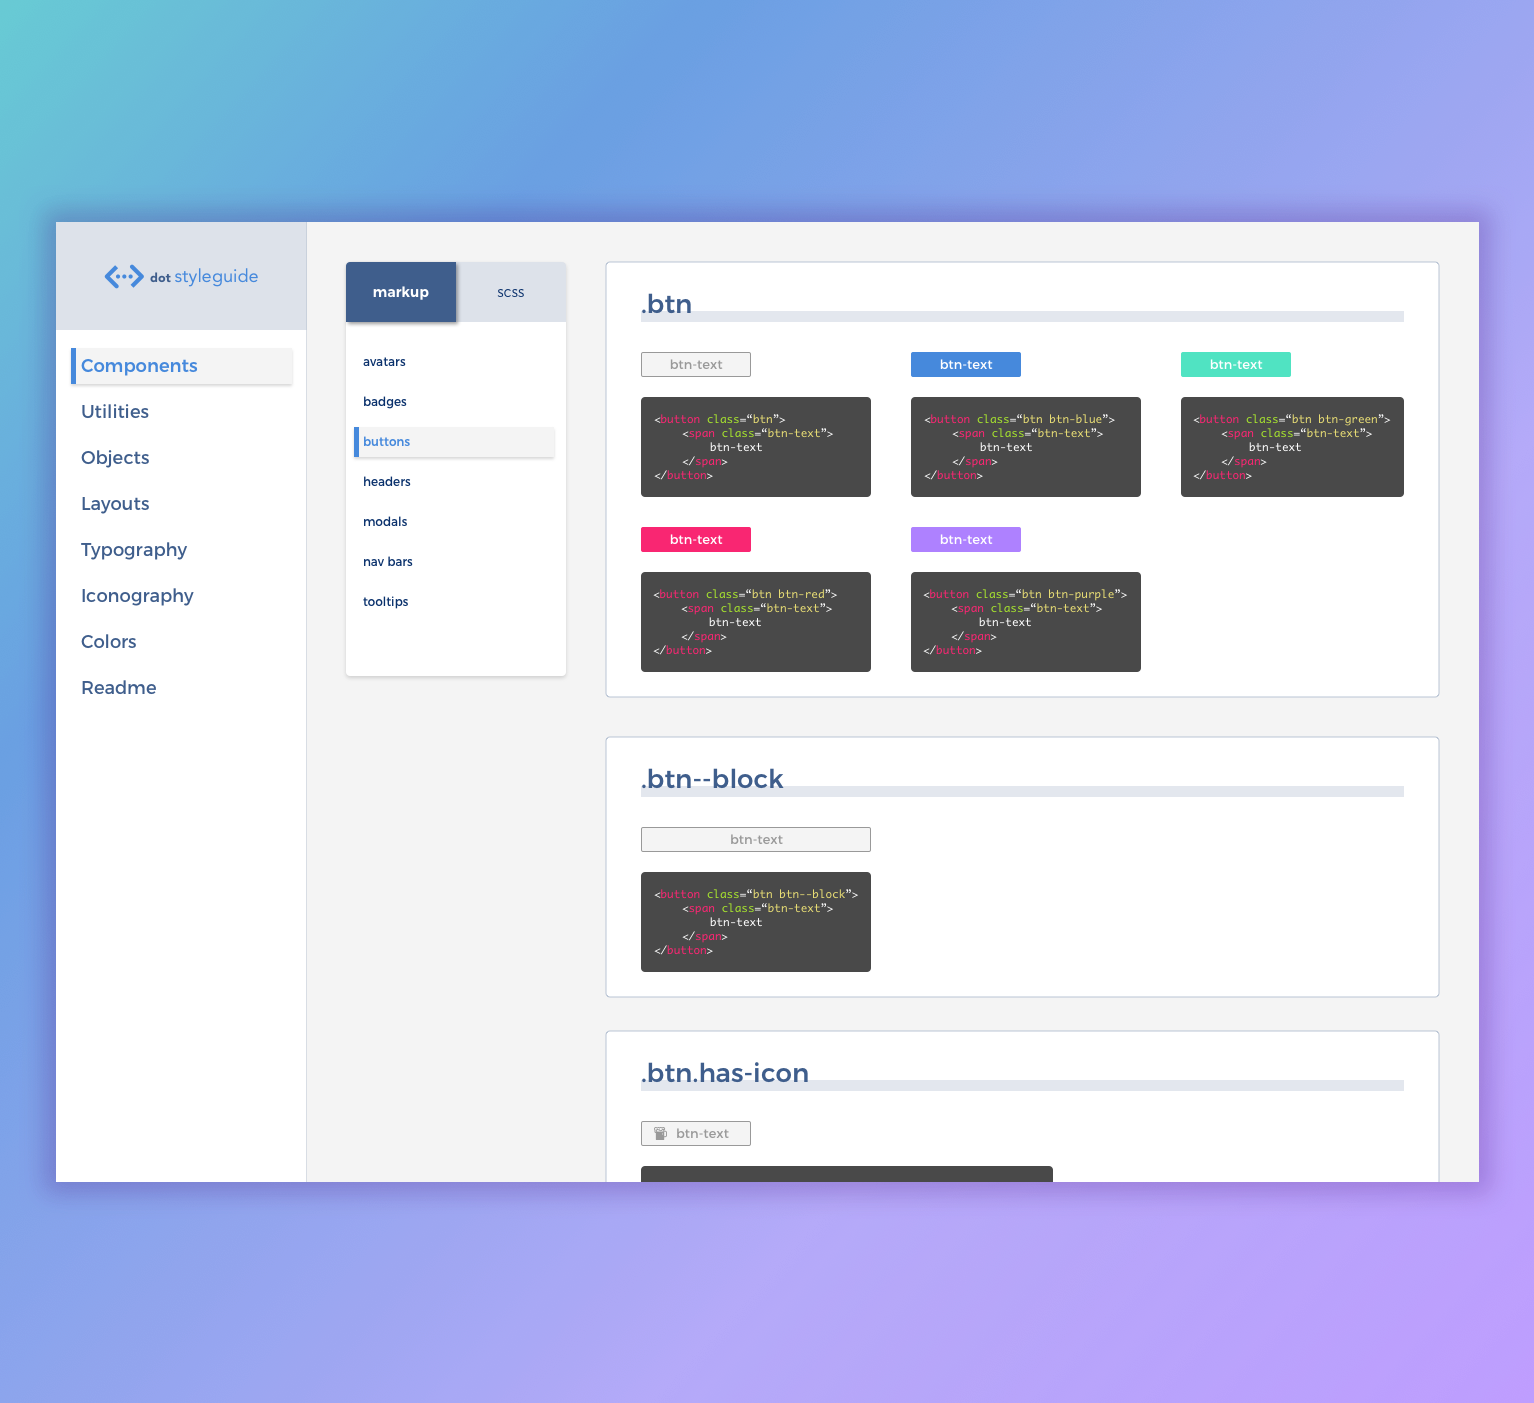 dot styleguide
Components
Utilities
Objects
Layouts
Typography
Iconography
Colors
Readme
markup
scss
avatars
badges
buttons
headers
modals
nav bars
tooltips
.btn
btn-text
<button class=“btn”>
<span class=“btn-text”>
btn-text
</span>
</button>
btn-text
<button class=“btn btn-blue”>
<span class=“btn-text”>
btn-text
</span>
</button>
btn-text
<button class=“btn btn-green”>
<span class=“btn-text”>
btn-text
</span>
</button>
btn-text
<button class=“btn btn-red”>
<span class=“btn-text”>
btn-text
</span>
</button>
btn-text
<button class=“btn btn-purple”>
<span class=“btn-text”>
btn-text
</span>
</button>
.btn--block
btn-text
<button class=“btn btn--block”>
<span class=“btn-text”>
btn-text
</span>
</button>
.btn.has-icon
btn-text